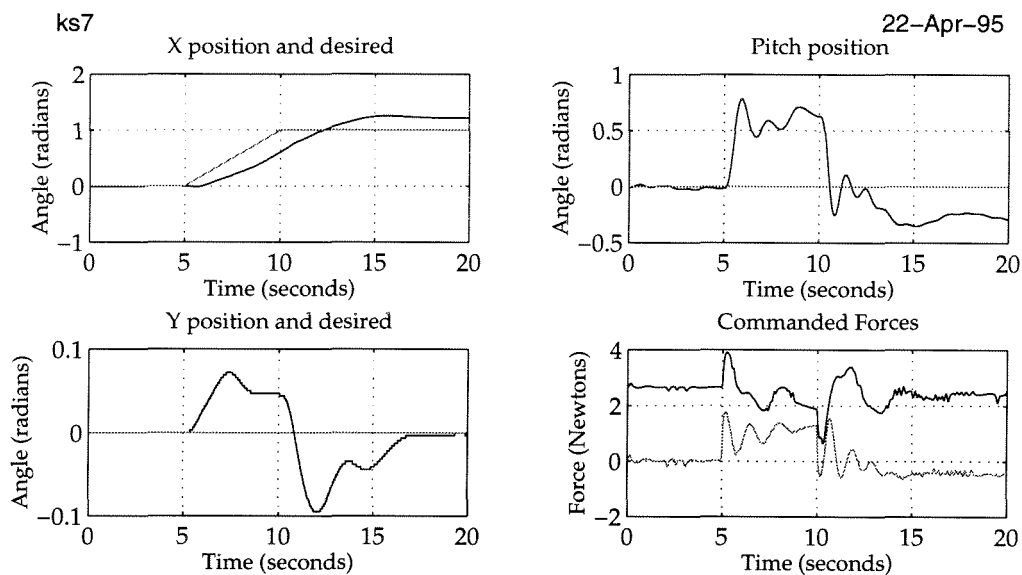 ks7
22–Apr–95
X position and desired
Angle (radians)
2
1
0
−1
0 5 10 15 20
Time (seconds)
Pitch position
Angle (radians)
1
0.5
0
−0.5
0 5 10 15 20
Time (seconds)
Y position and desired
Angle (radians)
0.1
0
−0.1
0 5 10 15 20
Time (seconds)
Commanded Forces
Force (Newtons)
4
2
0
−2
0 5 10 15 20
Time (seconds)